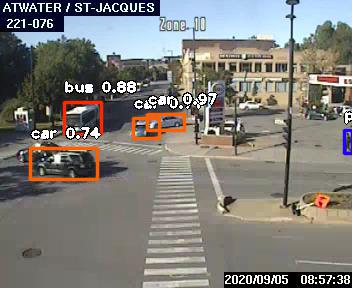 ATWATER / ST-JACQUES
221-076
Zone 10
bus 0.88
car 0.97
car 0.74
2020/09/05 08:57:38